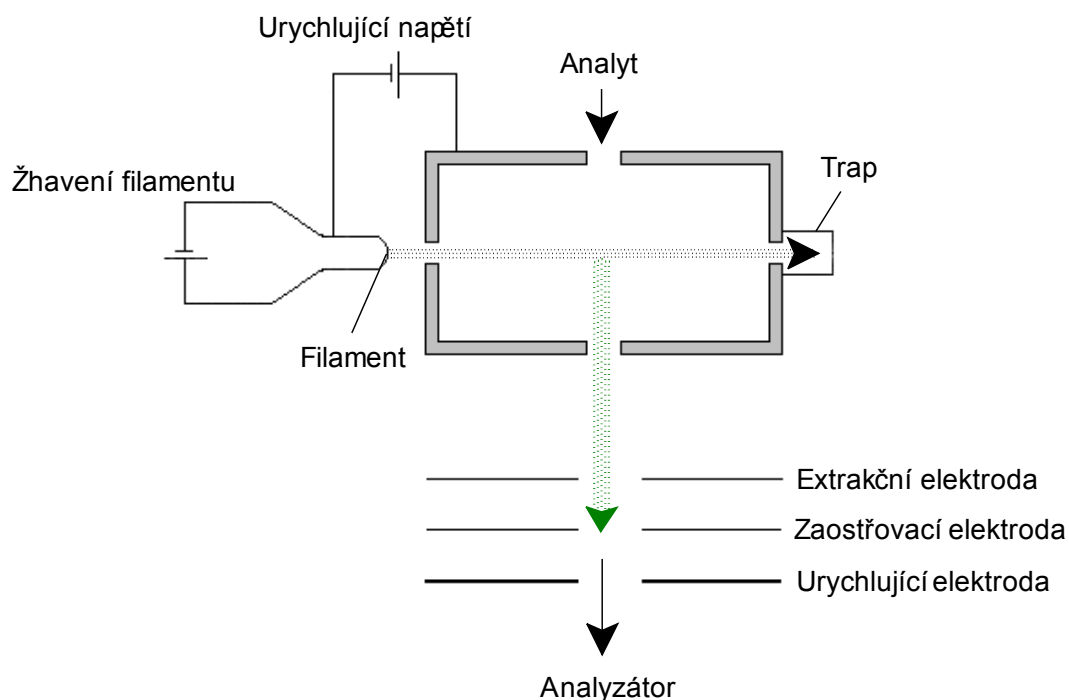 Urychlující napětí
Analyt
Žhavení filamentu
Trap
Filament
Extrakční elektroda
Zaostřovací elektroda
Urychlující elektroda
Analyzátor